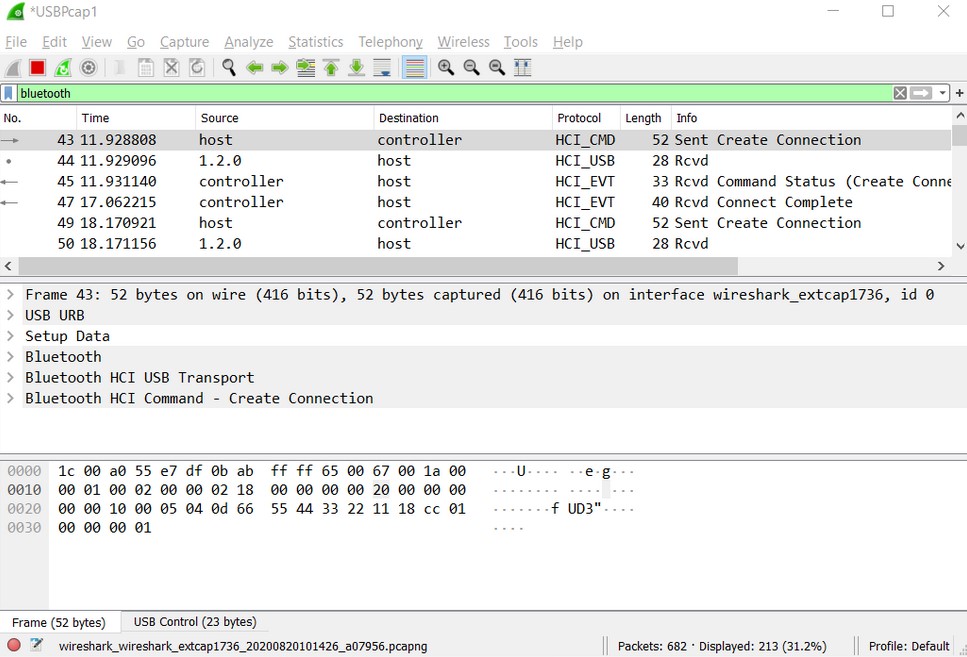 *USBPcap1
File Edit View Go Capture Analyze Statistics Telephony Wireless Tools Help
bluetooth
No. Time Source Destination Protocol Length Info
43 11.928808 host controller HCI_CMD 52 Sent Create Connection
44 11.929096 1.2.0 host HCI_USB 28 Rcvd
45 11.931140 controller host HCI_EVT 33 Rcvd Command Status (Create Conne
47 17.062215 controller host HCI_EVT 40 Rcvd Connect Complete
49 18.170921 host controller HCI_CMD 52 Sent Create Connection
50 18.171156 1.2.0 host HCI_USB 28 Rcvd
Frame 43: 52 bytes on wire (416 bits), 52 bytes captured (416 bits) on interface wireshark_extcap1736, id 0
USB URB
Setup Data
Bluetooth
Bluetooth HCI USB Transport
Bluetooth HCI Command - Create Connection
0000 1c 00 a0 55 e7 df 0b ab ff ff 65 00 67 00 1a 00 ···U···· ··e·g···
0010 00 01 00 02 00 00 02 18 00 00 00 00 20 00 00 00 ········ ···· ···
0020 00 00 10 00 05 04 0d 66 55 44 33 22 11 18 cc 01 ·······f UD3"····
0030 00 00 00 01 ····
Frame (52 bytes) USB Control (23 bytes)
wireshark_wireshark_extcap1736_20200820101426_a07956.pcapng Packets: 682 · Displayed: 213 (31.2%) Profile: Default